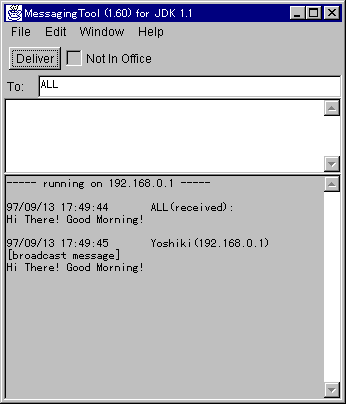 MessagingTool (1.60) for JDK 1.1
File Edit Window Help
Deliver Not In Office
To: ALL
----- running on 192.168.0.1 -----
97/09/13 17:49:44 ALL(received):
Hi There! Good Morning!
97/09/13 17:49:45 Yoshiki(192.168.0.1)
[broadcast message]
Hi There! Good Morning!